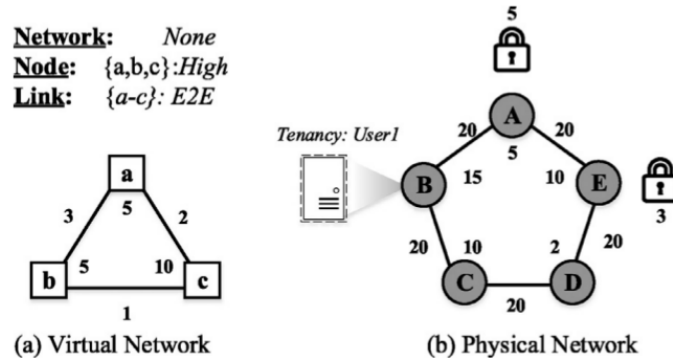 Network: None
Node: {a,b,c}:High
Link: {a-c}: E2E
a
3
5
2
b
5
10
c
1
(a) Virtual Network
5
Tenancy: User1
A
20
20
5
B
15
10
E
3
20
10
2
20
C
D
20
(b) Physical Network